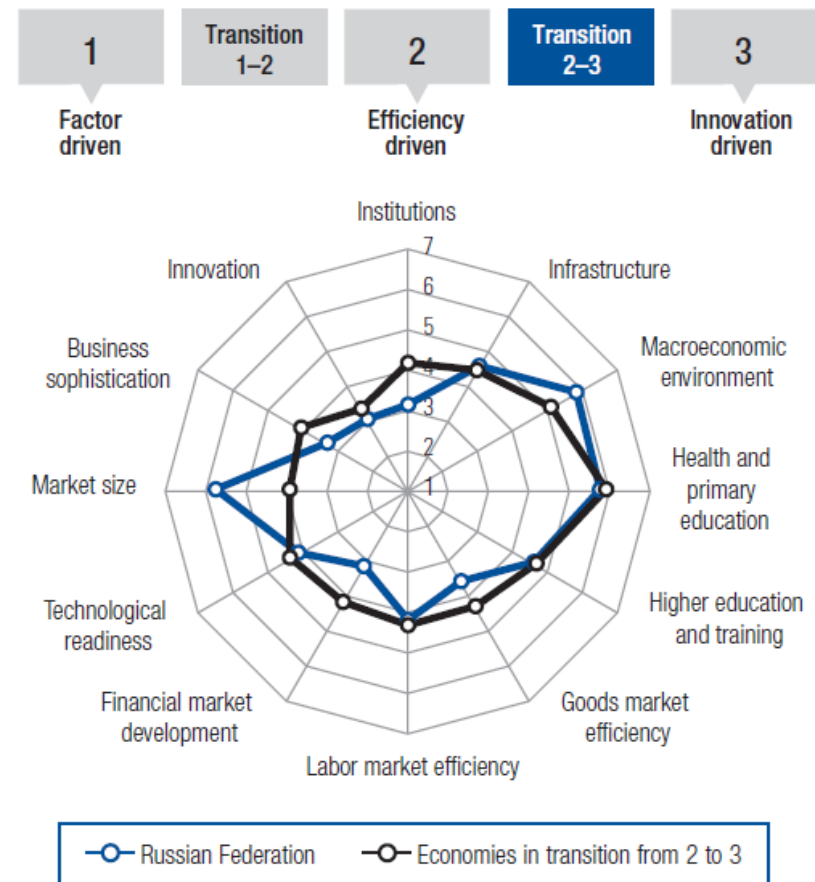 1
Transition
1–2
2
Transition
2–3
3
Factor
driven
Efficiency
driven
Innovation
driven
Institutions
Innovation
Infrastructure
Business
sophistication
Macroeconomic
environment
Market size
Health and
primary
education
Technological
readiness
Higher education
and training
Financial market
development
Goods market
efficiency
Labor market efficiency
7
6
5
4
3
2
1
Russian Federation
Economies in transition from 2 to 3